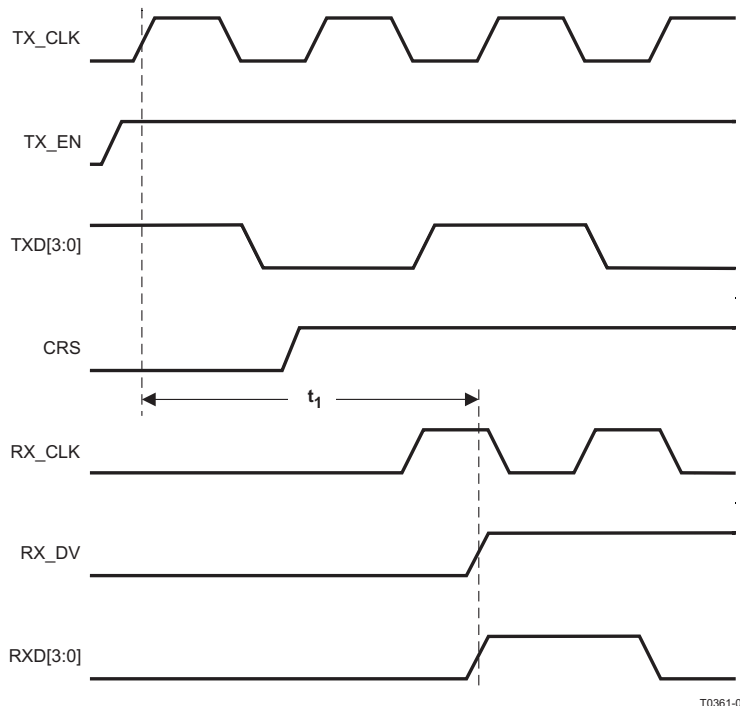 TX_CLK
TX_EN
TXD[3:0]
CRS
t1
RX_CLK
RX_DV
RXD[3:0]